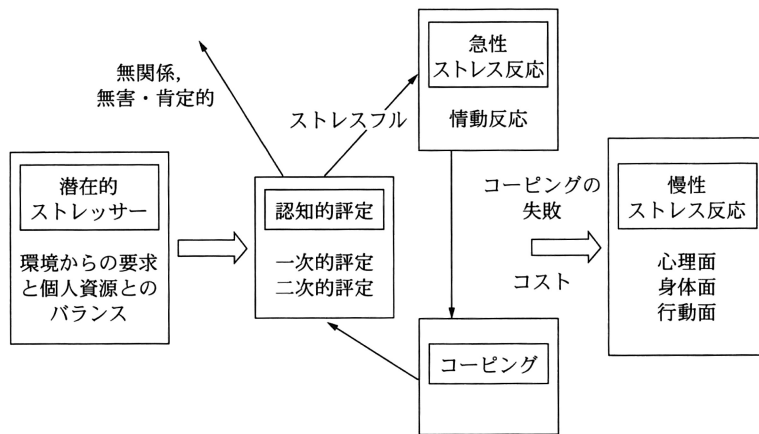 無関係,
無害・肯定的
潜在的
ストレッサー
環境からの要求
と個人資源との
バランス
認知的評定
一次的評定
二次的評定
ストレスフル
急性
ストレス反応
情動反応
コーピング
コーピングの
失敗
コスト
慢性
ストレス反応
心理面
身体面
行動面